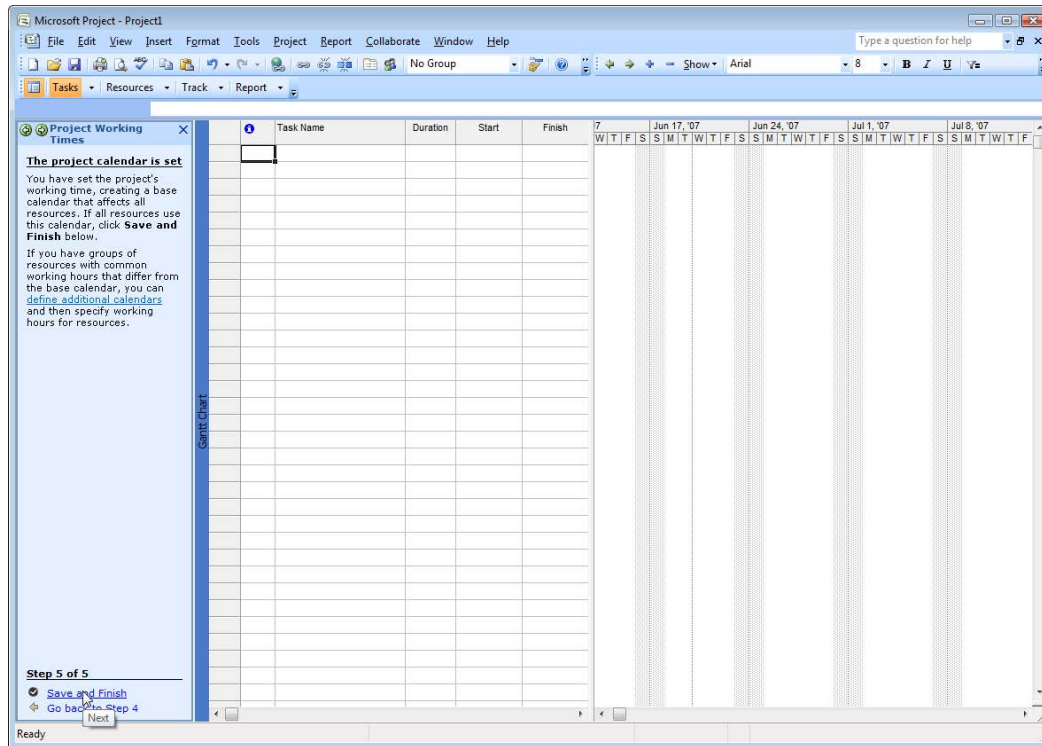 Microsoft Project - Project1
File Edit View Insert Format Tools Project Report Collaborate Window Help
Type a question for help
No Group
Show Arial 8 B I U
Tasks Resources Track Report
Project Working
Times
The project calendar is set
You have set the project's
working time, creating a base
calendar that affects all
resources. If all resources use
this calendar, click Save and
Finish below.
If you have groups of
resources with common
working hours that differ from
the base calendar, you can
define additional calendars
and then specify working
hours for resources.
Step 5 of 5
Save and Finish
Go back to Step 4
Next
Gantt Chart
Task Name Duration Start Finish
7 Jun 17, '07 Jun 24, '07 Jul 1, '07 Jul 8, '07
W T F S S M T W T F S S M T W T F S S M T W T F S S M T W T F
Ready